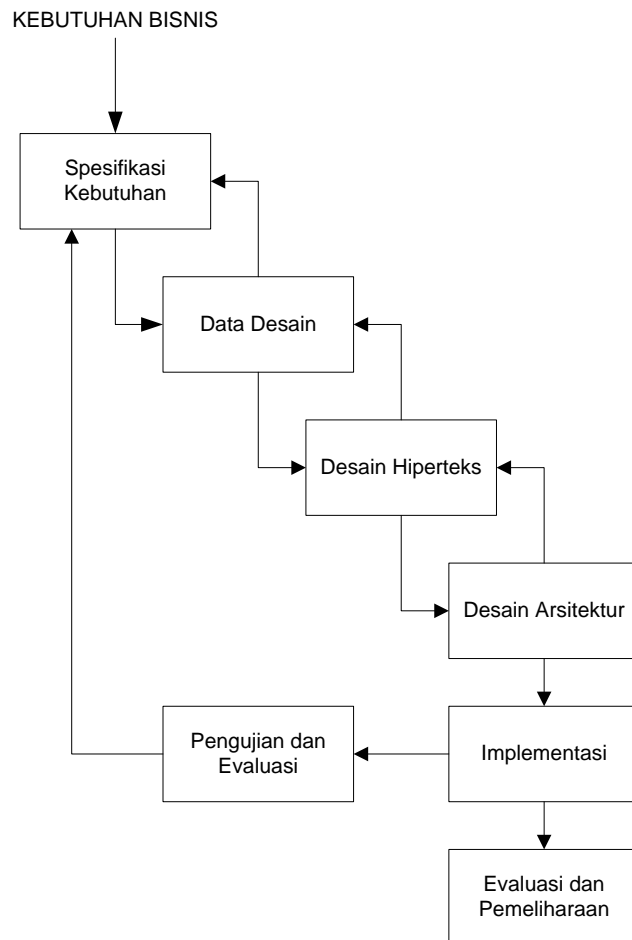 KEBUTUHAN BISNIS
Spesifikasi
Kebutuhan
Data Desain
Desain Hiperteks
Desain Arsitektur
Pengujian dan
Evaluasi
Implementasi
Evaluasi dan
Pemeliharaan